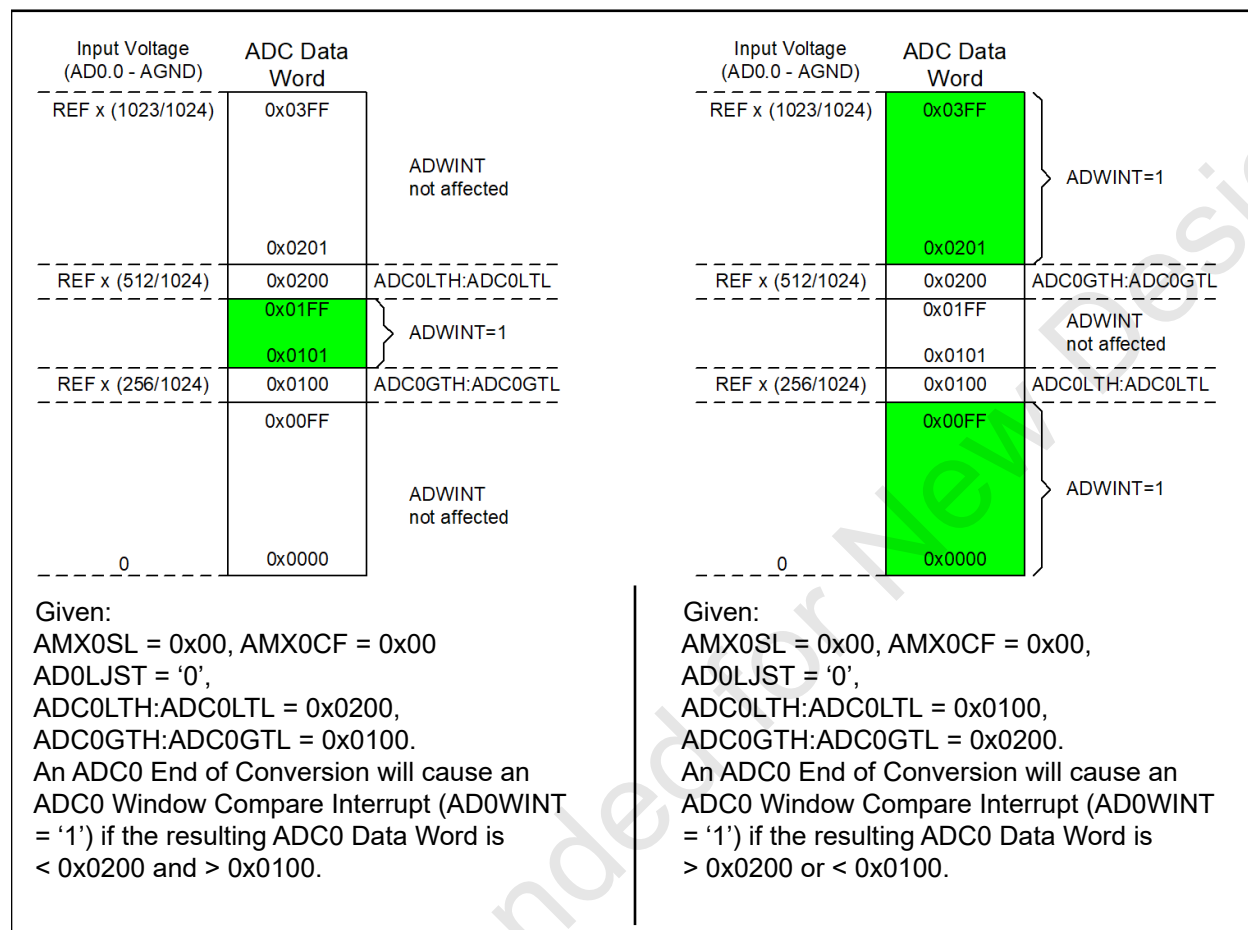 Input Voltage
(AD0.0 - AGND)
ADC Data
Word
REF x (1023/1024)
0x03FF
ADWINT
not affected
0x0201
REF x (512/1024)
0x0200
ADC0LTH:ADC0LTL
0x01FF
ADWINT=1
0x0101
REF x (256/1024)
0x0100
ADC0GTH:ADC0GTL
0x00FF
ADWINT
not affected
0
0x0000
Given:
AMX0SL = 0x00, AMX0CF = 0x00
AD0LJST = ‘0’,
ADC0LTH:ADC0LTL = 0x0200,
ADC0GTH:ADC0GTL = 0x0100.
An ADC0 End of Conversion will cause an
ADC0 Window Compare Interrupt (AD0WINT
= ‘1’) if the resulting ADC0 Data Word is
< 0x0200 and > 0x0100.
Input Voltage
(AD0.0 - AGND)
ADC Data
Word
REF x (1023/1024)
0x03FF
ADWINT=1
0x0201
REF x (512/1024)
0x0200
ADC0GTH:ADC0GTL
0x01FF
ADWINT
not affected
0x0101
REF x (256/1024)
0x0100
ADC0LTH:ADC0LTL
0x00FF
ADWINT=1
0
0x0000
Given:
AMX0SL = 0x00, AMX0CF = 0x00,
AD0LJST = ‘0’,
ADC0LTH:ADC0LTL = 0x0100,
ADC0GTH:ADC0GTL = 0x0200.
An ADC0 End of Conversion will cause an
ADC0 Window Compare Interrupt (AD0WINT
= ‘1’) if the resulting ADC0 Data Word is
> 0x0200 or < 0x0100.
for New